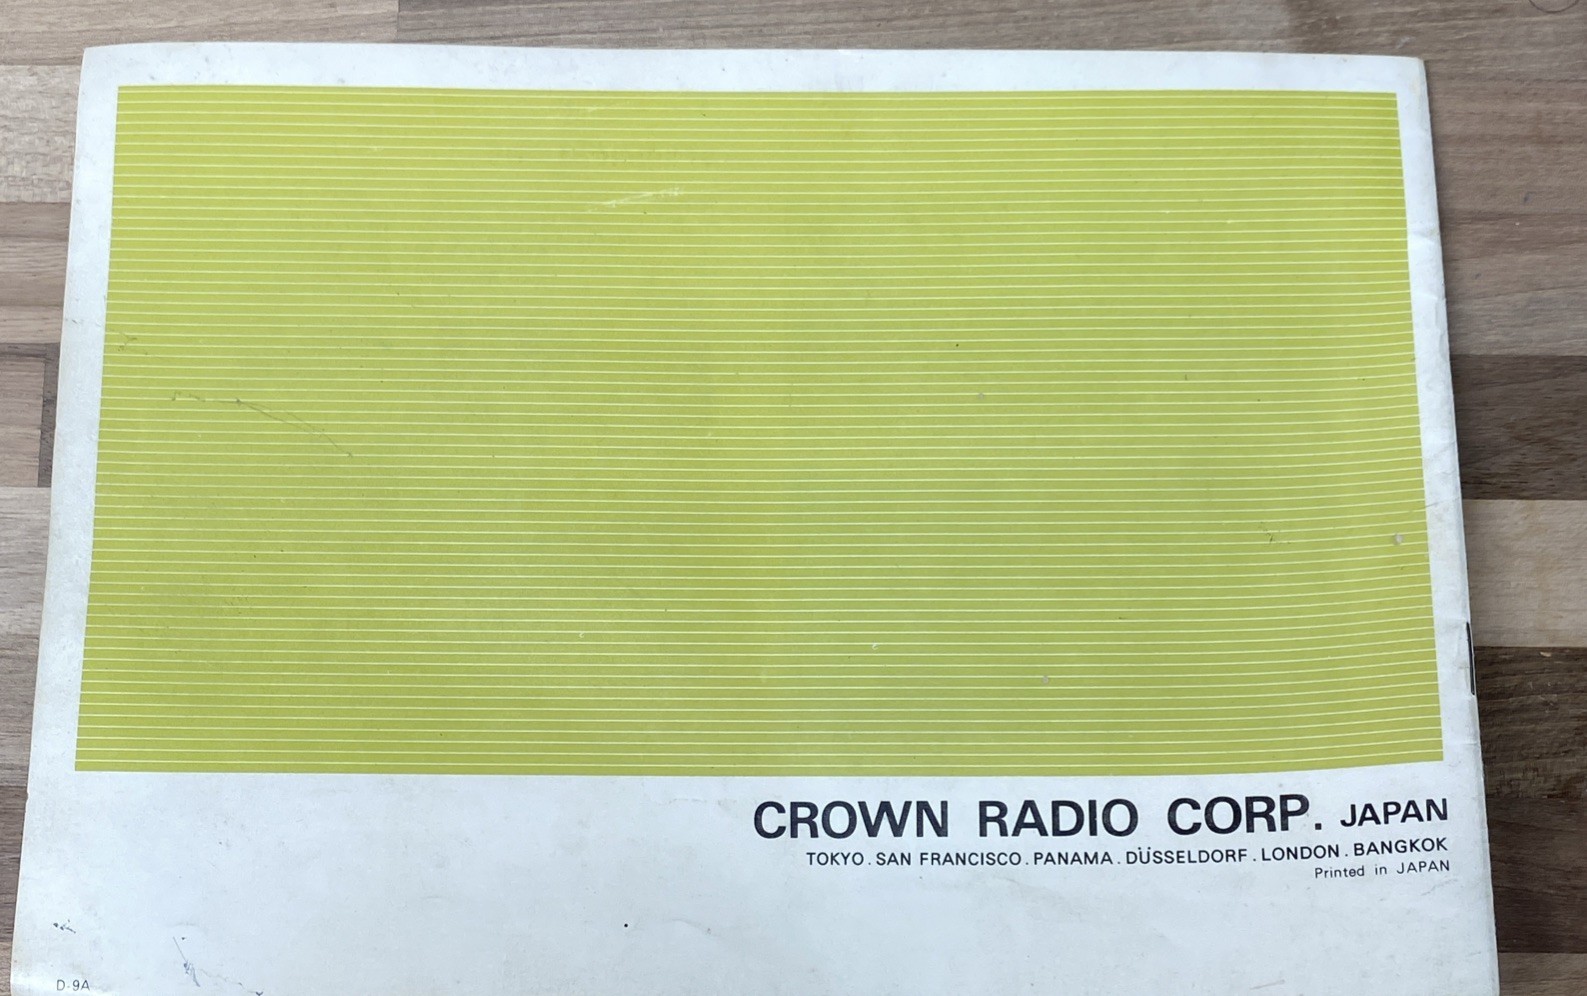 CROWN RADIO CORP. JAPAN
TOKYO . SAN FRANCISCO . PANAMA . DÜSSELDORF . LONDON . BANGKOK
Printed in JAPAN
D-9A